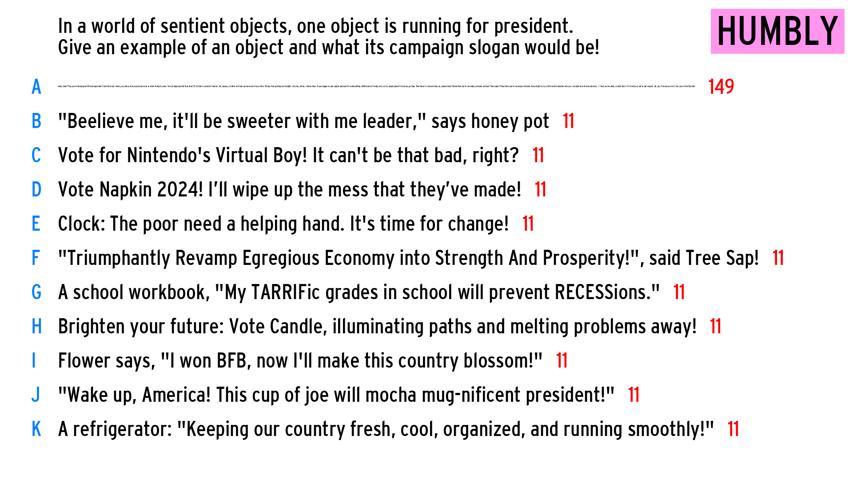 In a world of sentient objects, one object is running for president.
Give an example of an object and what its campaign slogan would be!
HUMBLY
A 149
B "Beelieve me, it'll be sweeter with me leader," says honey pot 11
C Vote for Nintendo's Virtual Boy! It can't be that bad, right? 11
D Vote Napkin 2024! I’ll wipe up the mess that they’ve made! 11
E Clock: The poor need a helping hand. It's time for change! 11
F "Triumphantly Revamp Egregious Economy into Strength And Prosperity!", said Tree Sap! 11
G A school workbook, "My TARRIFic grades in school will prevent RECESSions." 11
H Brighten your future: Vote Candle, illuminating paths and melting problems away! 11
I Flower says, "I won BFB, now I'll make this country blossom!" 11
J "Wake up, America! This cup of joe will mocha mug-nificent president!" 11
K A refrigerator: "Keeping our country fresh, cool, organized, and running smoothly!" 11